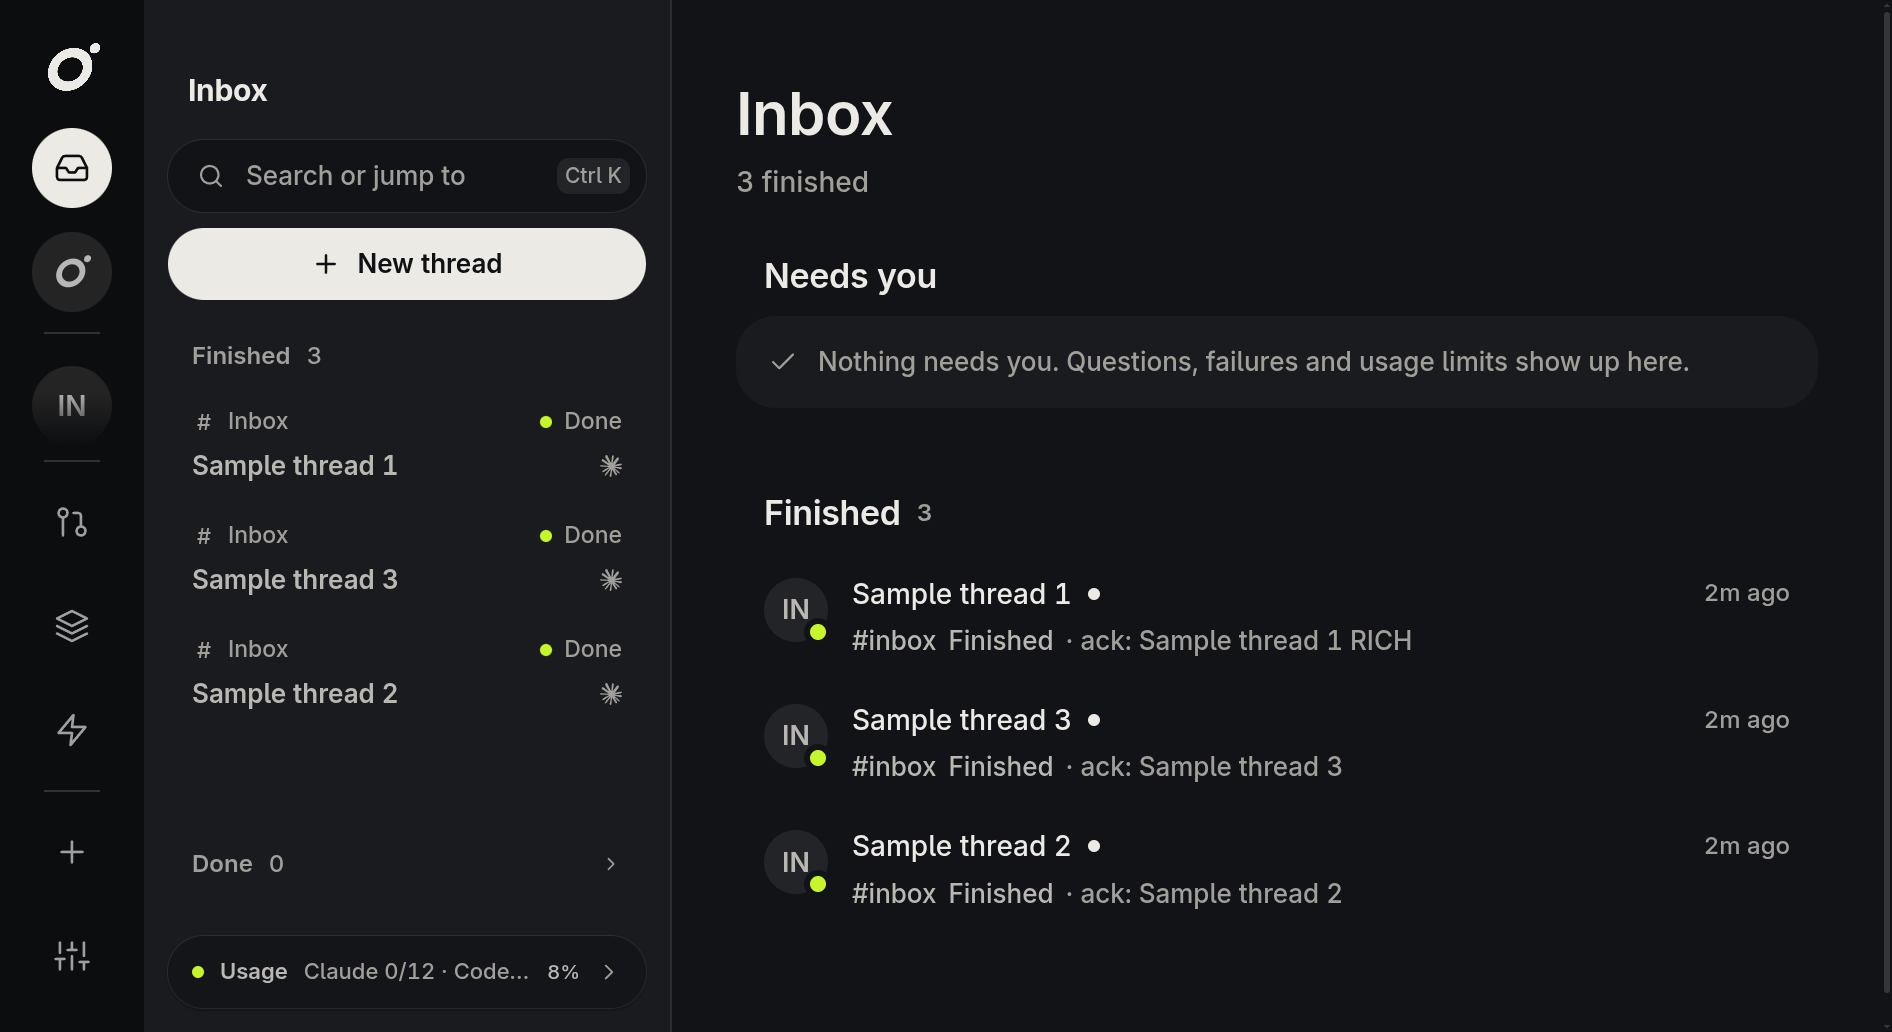 Inbox
Search or jump to Ctrl K
New thread
Finished 3
# Inbox Done
Sample thread 1
# Inbox Done
Sample thread 3
# Inbox Done
Sample thread 2
Done 0
Usage Claude 0/12 · Code... 8%
IN
Inbox
3 finished
Needs you
Nothing needs you. Questions, failures and usage limits show up here.
Finished 3
IN Sample thread 1 2m ago
#inbox Finished · ack: Sample thread 1 RICH
IN Sample thread 3 2m ago
#inbox Finished · ack: Sample thread 3
IN Sample thread 2 2m ago
#inbox Finished · ack: Sample thread 2